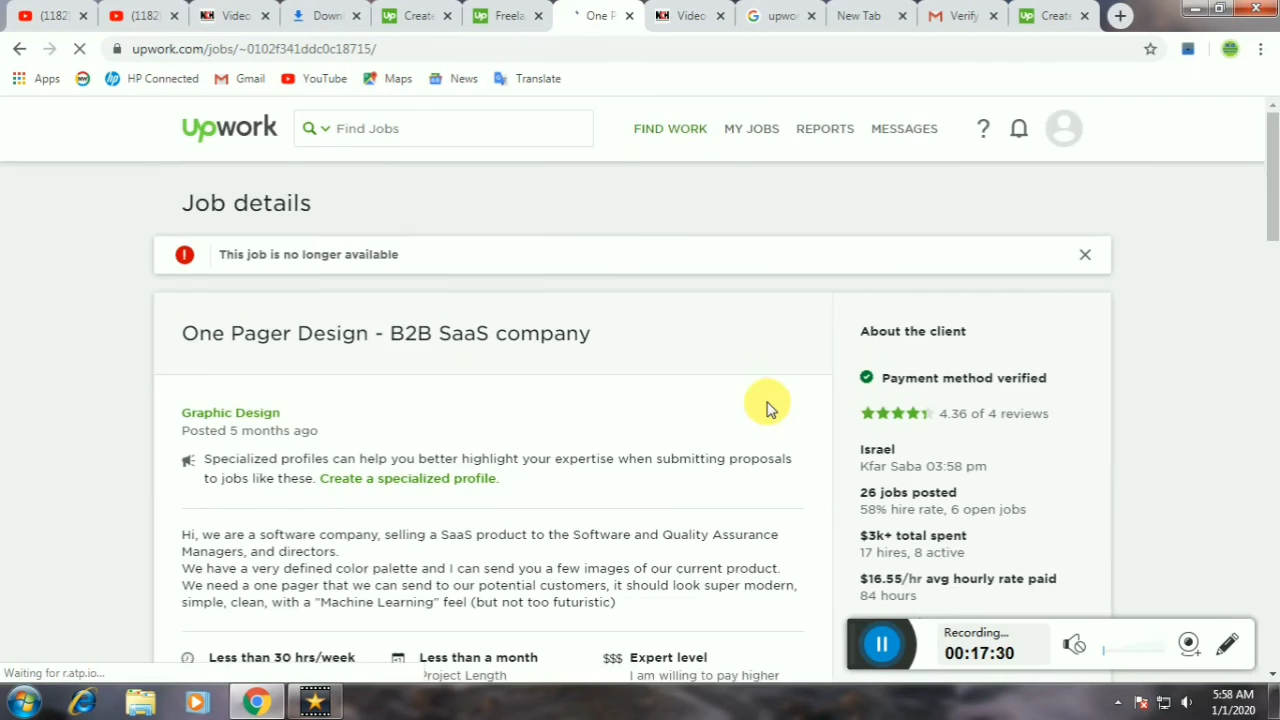 (1182
(1182
Video
Down
Create
Freela
One P
Video
upwo
New Tab
Verify
Create
upwork.com/jobs/~0102f341ddc0c18715/
Apps
HP Connected
Gmail
YouTube
Maps
News
Translate
Upwork
Find Jobs
FIND WORK
MY JOBS
REPORTS
MESSAGES
?
Job details
This job is no longer available
One Pager Design - B2B SaaS company
Graphic Design
Posted 5 months ago
Specialized profiles can help you better highlight your expertise when submitting proposals
to jobs like these. Create a specialized profile.
Hi, we are a software company, selling a SaaS product to the Software and Quality Assurance
Managers, and directors.
We have a very defined color palette and I can send you a few images of our current product.
We need a one pager that we can send to our potential customers, it should look super modern,
simple, clean, with a "Machine Learning" feel (but not too futuristic)
Less than 30 hrs/week
Less than a month
Project Length
$$$ Expert level
I am willing to pay higher
About the client
Payment method verified
4.36 of 4 reviews
Israel
Kfar Saba 03:58 pm
26 jobs posted
58% hire rate, 6 open jobs
$3k+ total spent
17 hires, 8 active
$16.55/hr avg hourly rate paid
84 hours
Recording...
00:17:30
Waiting for r.atp.io...
5:58 AM
1/1/2020